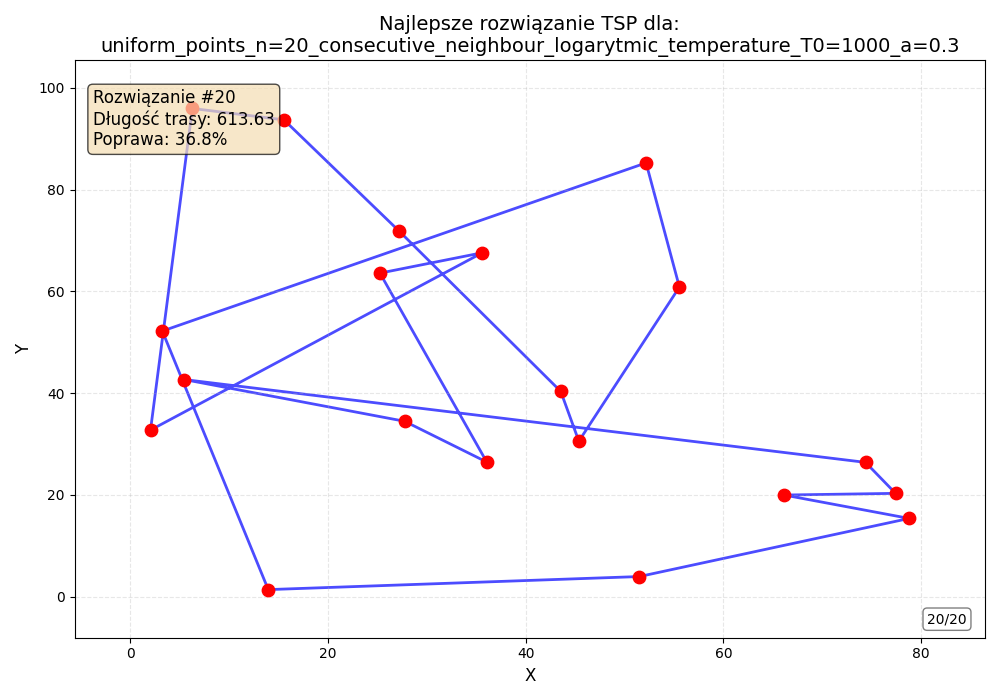 Najlepsze rozwiązanie TSP dla:
uniform_points_n=20_consecutive_neighbour_logarytmic_temperature_T0=1000_a=0.3
Rozwiązanie #20
Długość trasy: 613.63
Poprawa: 36.8%
100
80
60
40
20
0
Y
20/20
0
20
40
60
80
X